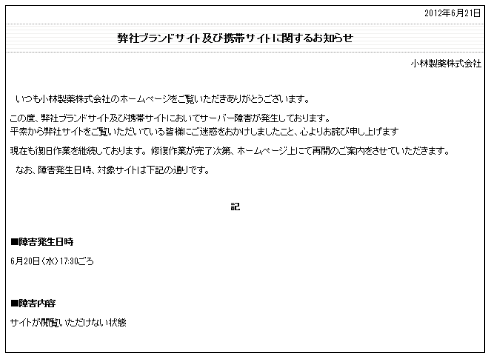 2012年6月21日
弊社ブランドサイト及び携帯サイトに関するお知らせ
小林製薬株式会社
いつも小林製薬株式会社のホームページをご覧いただきありがとうございます。
この度、弊社ブランドサイト及び携帯サイトにおいてサーバー障害が発生しております。
平素から弊社サイトをご覧いただいている皆様にご迷惑をおかけしましたこと、心よりお詫び申し上げます
現在も復旧作業を継続しております。修復作業が完了次第、ホームページ上にて再開のご案内をさせていただきます。
なお、障害発生日時、対象サイトは下記の通りです。
記
■障害発生日時
6月20日(水)17:30ごろ
■障害内容
サイトが閲覧いただけない状態